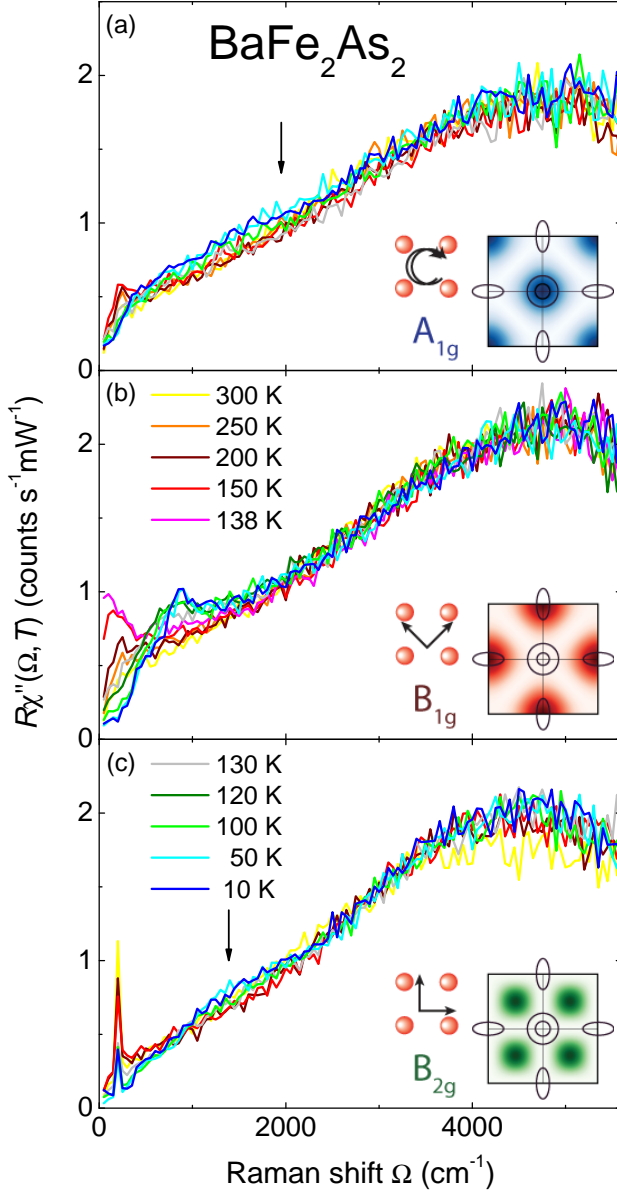 (a)
BaFe₂As₂
2
1
0
A₁g
(b)
300 K
250 K
200 K
150 K
138 K
2
1
0
B₁g
Rχ''(Ω,T) (counts s⁻¹mW⁻¹)
(c)
130 K
120 K
100 K
50 K
10 K
2
1
0
B₂g
0 2000 4000
Raman shift Ω (cm⁻¹)